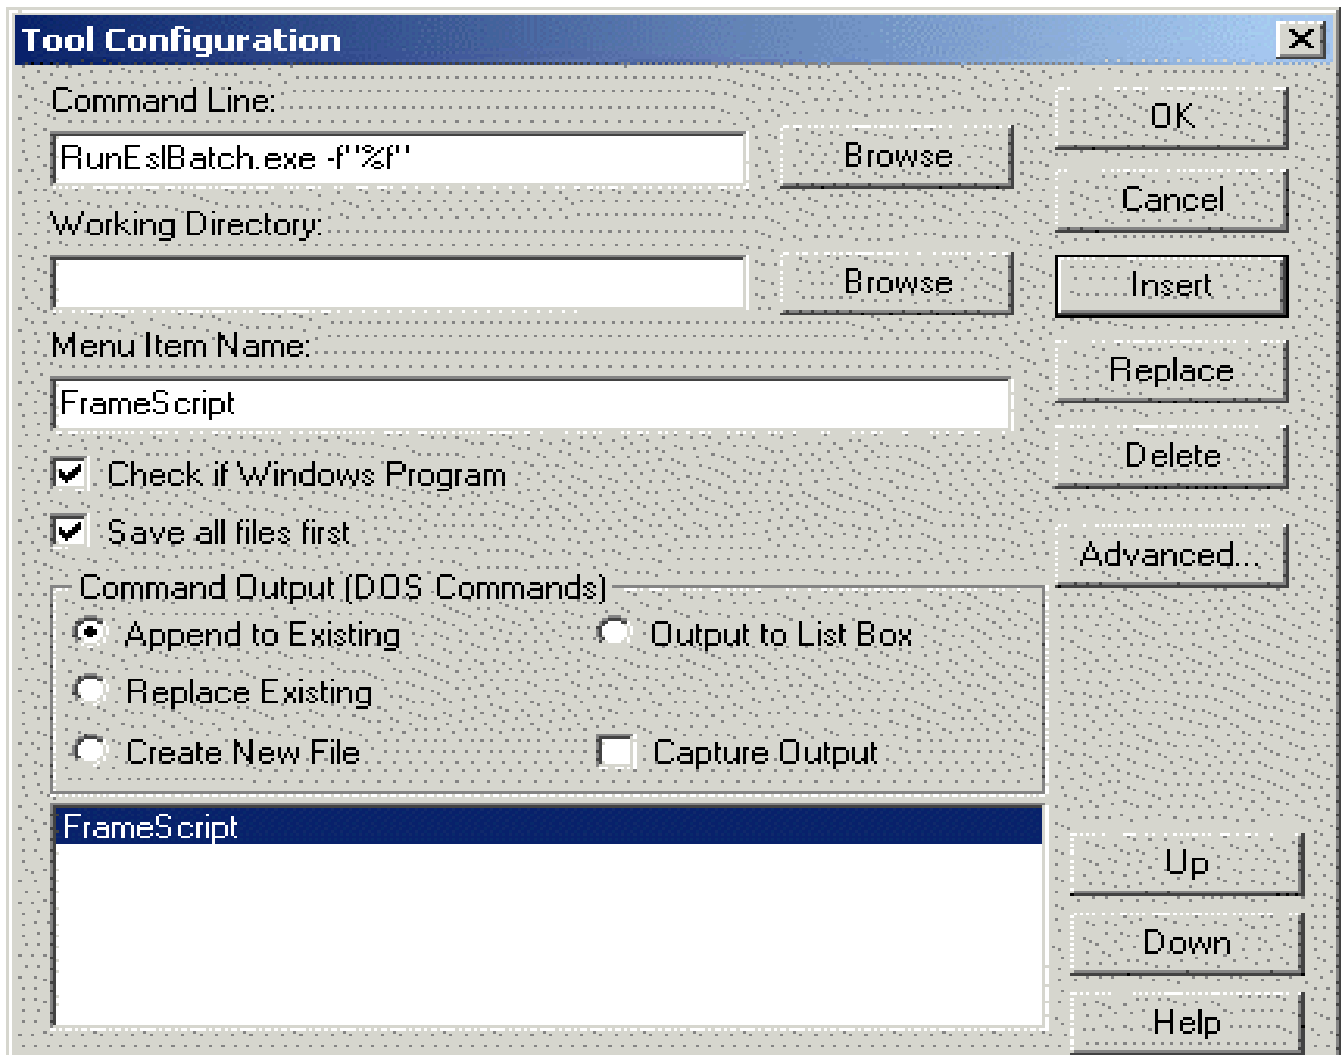 Tool Configuration
Command Line:
RunEslBatch.exe -f"%f"
Browse
Working Directory:
Browse
Menu Item Name:
FrameScript
Check if Windows Program
Save all files first
Command Output (DOS Commands)
Append to Existing
Output to List Box
Replace Existing
Create New File
Capture Output
FrameScript
OK
Cancel
Insert
Replace
Delete
Advanced...
Up
Down
Help